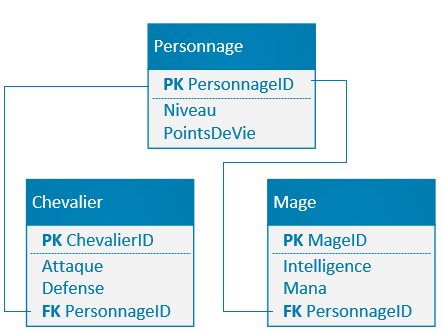 Personnage
PK PersonnageID
Niveau
PointsDeVie
Chevalier
PK ChevalierID
Attaque
Defense
FK PersonnageID
Mage
PK MageID
Intelligence
Mana
FK PersonnageID